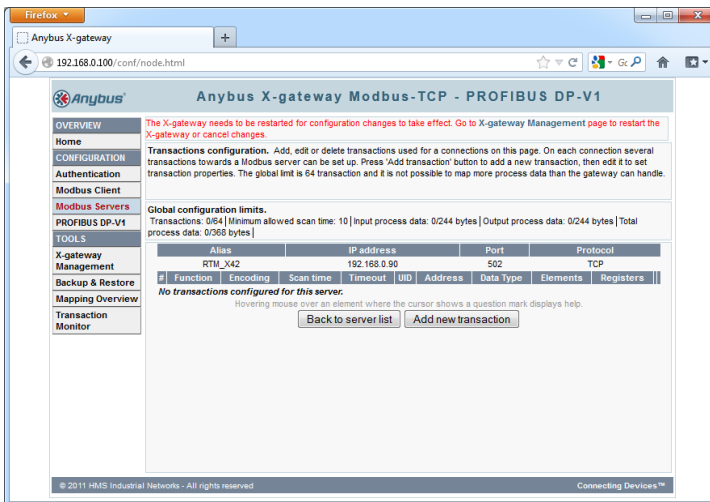 Firefox
Anybus X-gateway
192.168.0.100/conf/node.html
Anybus
Anybus X-gateway Modbus-TCP - PROFIBUS DP-V1
OVERVIEW
Home
CONFIGURATION
Authentication
Modbus Client
Modbus Servers
PROFIBUS DP-V1
TOOLS
X-gateway
Management
Backup & Restore
Mapping Overview
Transaction
Monitor
The X-gateway needs to be restarted for configuration changes to take effect. Go to X-gateway Management page to restart the
X-gateway or cancel changes.
Transactions configuration. Add, edit or delete transactions used for a connections on this page. On each connection several
transactions towards a Modbus server can be set up. Press 'Add transaction' button to add a new transaction, then edit it to set
transaction properties. The global limit is 64 transaction and it is not possible to map more process data than the gateway can handle.
Global configuration limits.
Transactions: 0/64 | Minimum allowed scan time: 10 | Input process data: 0/244 bytes | Output process data: 0/244 bytes | Total
process data: 0/368 bytes |
Alias IP address Port Protocol
RTM_X42 192.168.0.90 502 TCP
# Function Encoding Scan time Timeout UID Address Data Type Elements Registers
No transactions configured for this server.
Hovering mouse over an element where the cursor shows a question mark displays help.
Back to server list Add new transaction
© 2011 HMS Industrial Networks - All rights reserved Connecting Devices™